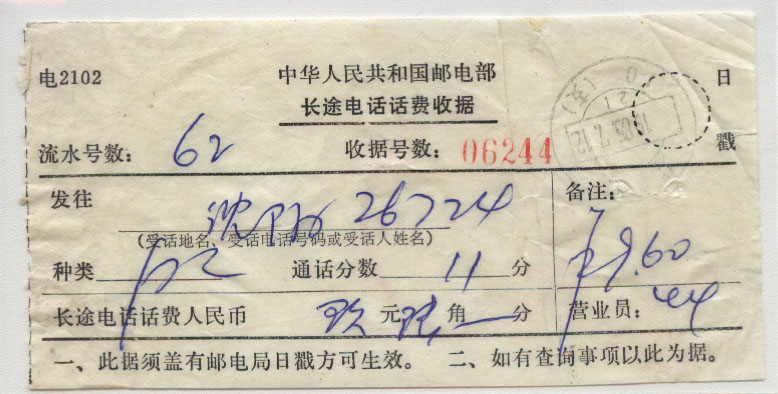 电2102 中华人民共和国邮电部 日
长途电话话费收据
流水号数: 62 收据号数: 06244 戳
发往 沈阳 26724 备注:
(受话地名、受话电话号码或受话人姓名) ¥9.60
种类 通话分数 11 分
长途电话话费人民币 玖元陆角 分 营业员: 44
一、此据须盖有邮电局日戳方可生效。 二、如有查询事项以此为据。